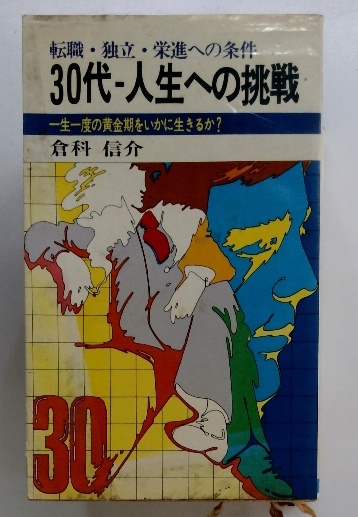 転職・独立・栄進への条件
30代-人生への挑戦
一生一度の黄金期をいかに生きるか?
倉科 信介
30